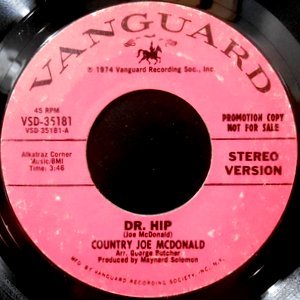 VANGUARD
℗ 1974 Vanguard Recording Soc., Inc.
45 RPM
VSD-35181
VSD-35181-A
PROMOTION COPY
NOT FOR SALE
Alkatraz Corner
Music/BMI
Time: 3:46
STEREO
VERSION
DR. HIP
(Joe McDonald)
COUNTRY JOE MCDONALD
Arr. George Butcher
Produced by Maynard Solomon
BY VANGUARD RECORDING SOCIETY, INC. N.Y.